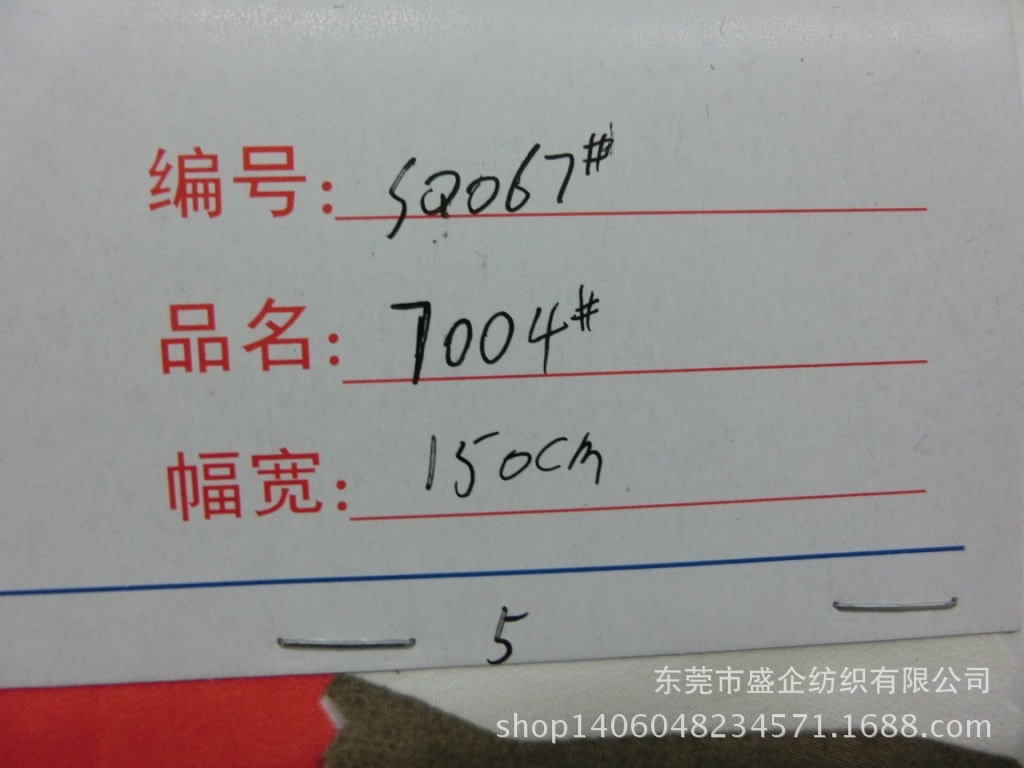 编号: SQ067#
品名: 7004#
幅宽: 150cm
5
东莞市盛企纺织有限公司
shop1406048234571.1688.com